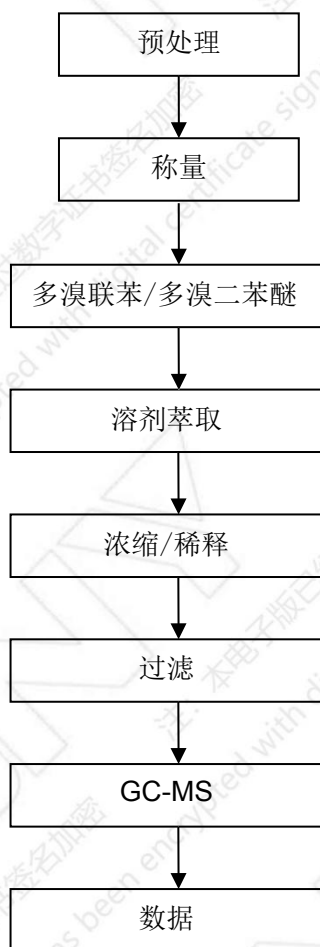 预处理
称量
多溴联苯/多溴二苯醚
溶剂萃取
浓缩/稀释
过滤
GC-MS
数据